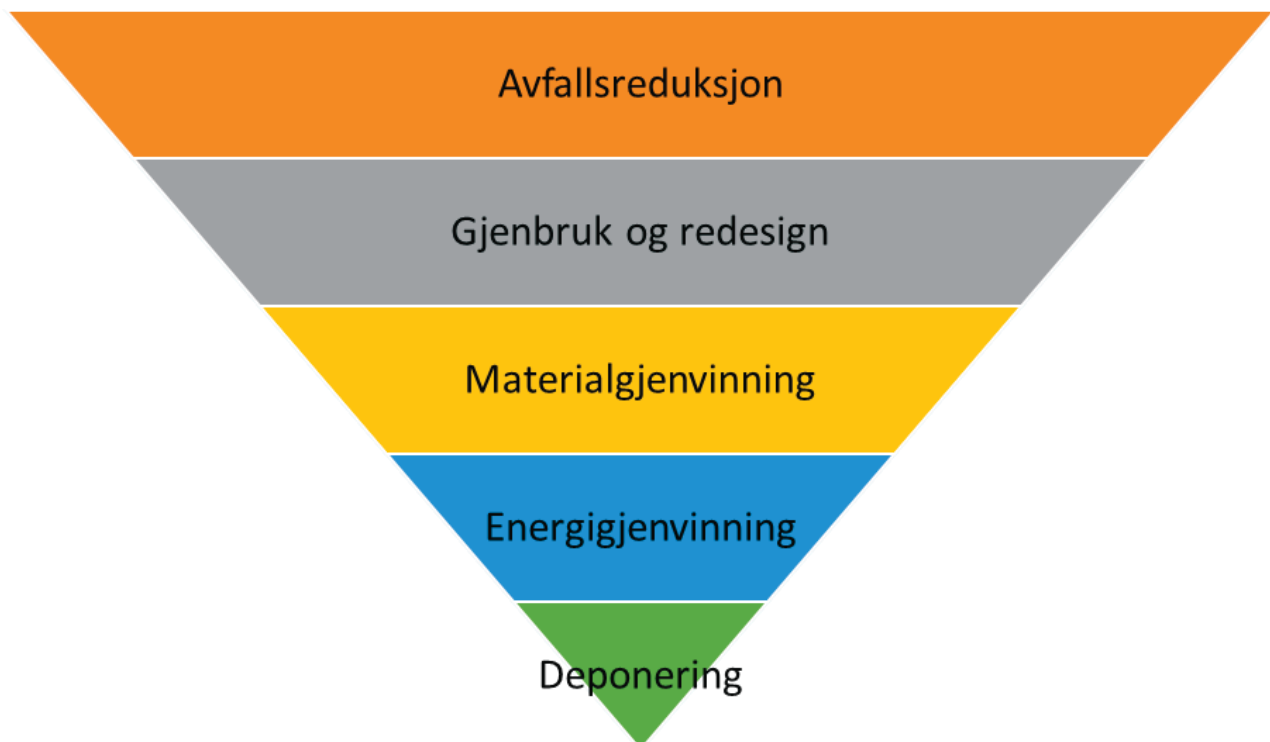 Avfallsreduksjon
Gjenbruk og redesign
Materialgjenvinning
Energigjenvinning
Deponering